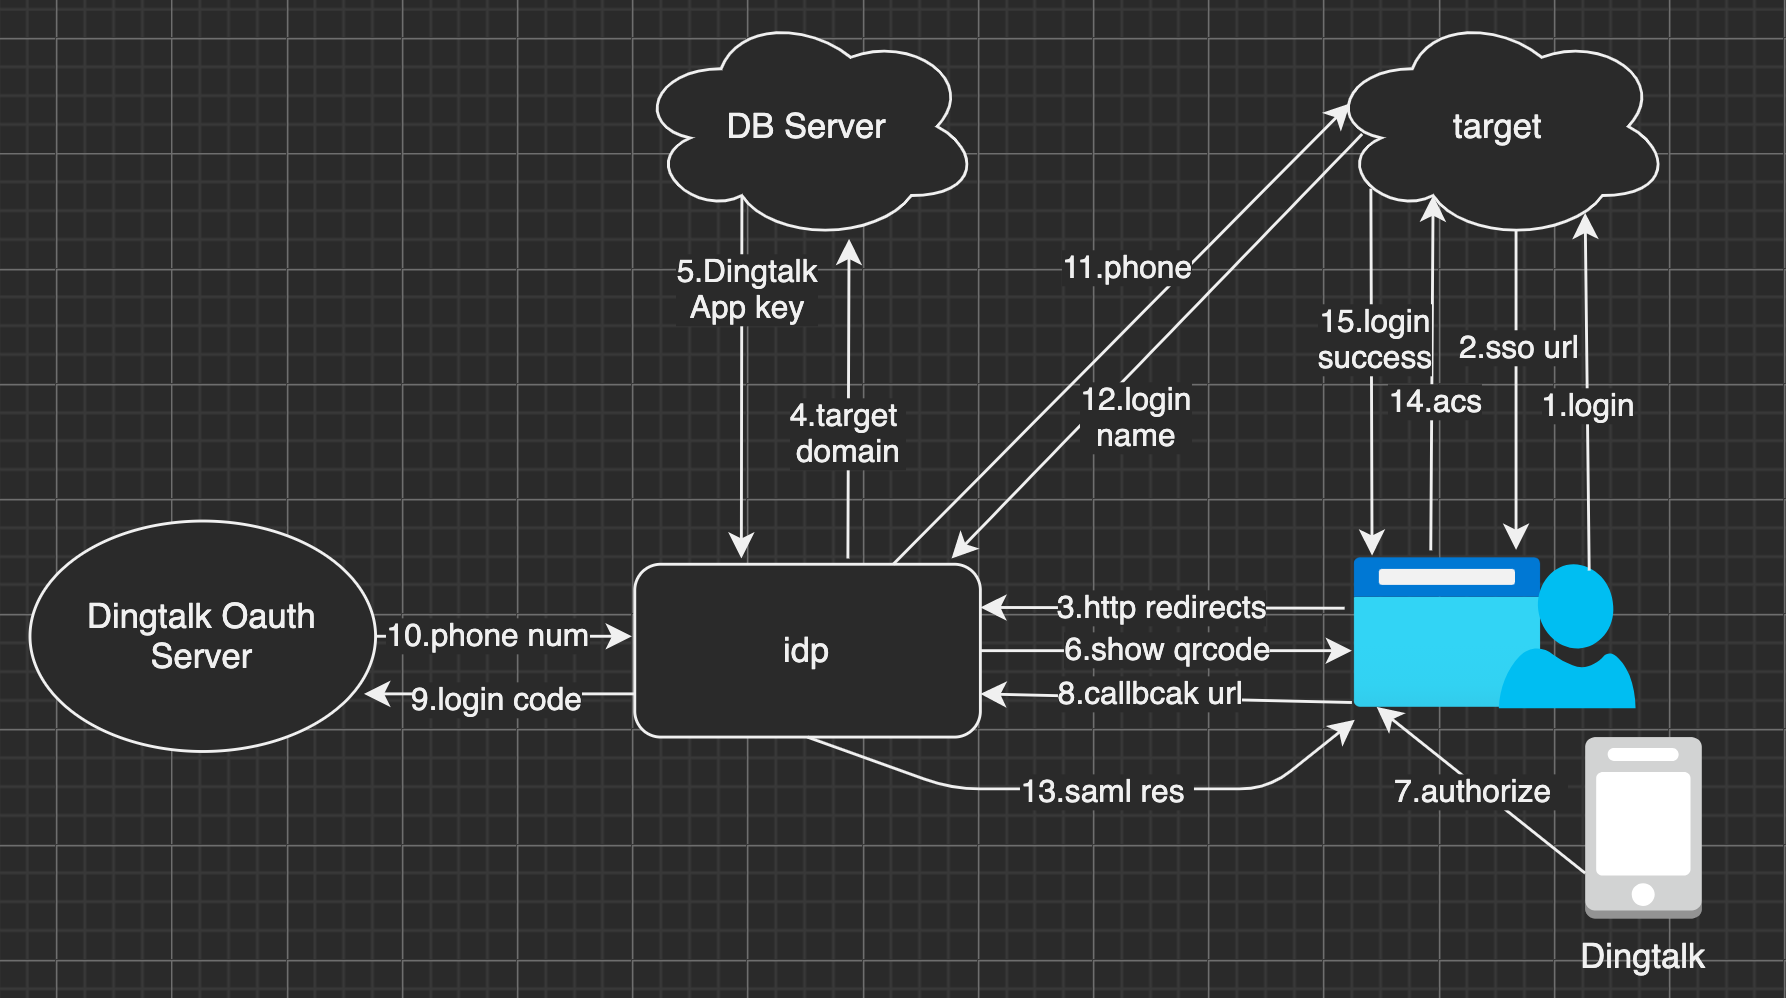 DB Server
target
5.Dingtalk
App key
4.target
domain
11.phone
12.login
name
15.login
success
14.acs
2.sso url
1.login
Dingtalk Oauth
Server
10.phone num
9.login code
idp
3.http redirects
6.show qrcode
8.callbcak url
13.saml res
7.authorize
Dingtalk